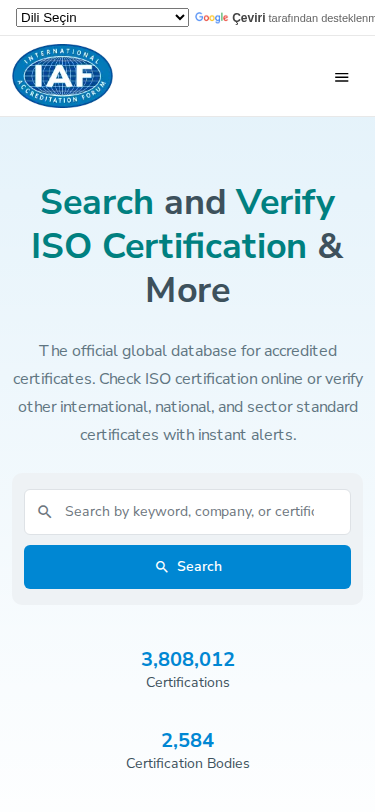 Dili Seçin Google Çeviri tarafından desteklenm
INTERNATIONAL
IAF
ACCREDITATION FORUM
Search and Verify
ISO Certification &
More
The official global database for accredited
certificates. Check ISO certification online or verify
other international, national, and sector standard
certificates with instant alerts.
Search by keyword, company, or certific
Search
3,808,012
Certifications
2,584
Certification Bodies